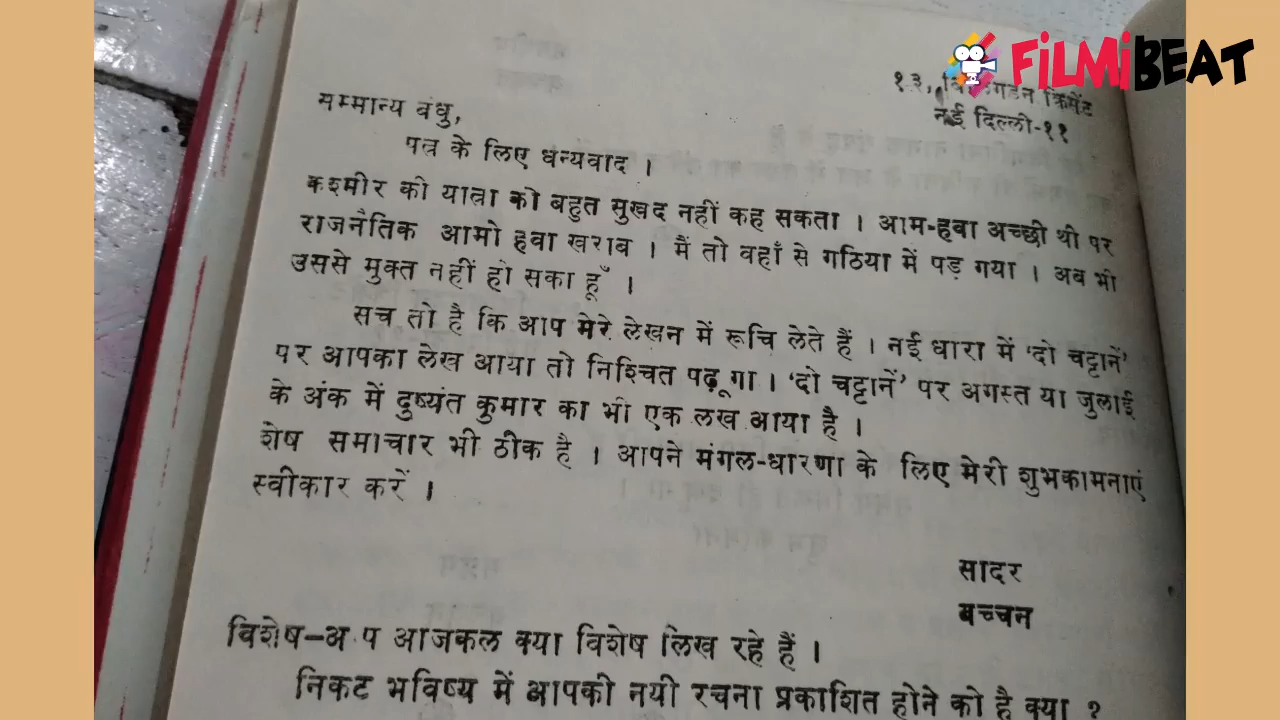 FILMIBEAT
१३, क्रिसेंट
नई दिल्ली-११
सम्मान्य बंधु,
पत्र के लिए धन्यवाद ।
कश्मीर की यात्रा को बहुत सुखद नहीं कह सकता । आम-हवा अच्छी थी पर
राजनैतिक आमो हवा खराब । मैं तो वहाँ से गठिया में पड़ गया । अब भी
उससे मुक्त नहीं हो सका हूँ ।
सच तो है कि आप मेरे लेखन में रूचि लेते हैं । नई धारा में ‘दो चट्टानें’
पर आपका लेख आया तो निश्चित पढ़ूगा । ‘दो चट्टानें’ पर अगस्त या जुलाई
के अंक में दुष्यंत कुमार का भी एक लख आया है ।
शेष समाचार भी ठीक है । आपने मंगल-धारणा के लिए मेरी शुभकामनाएं
स्वीकार करें ।
सादर
बच्चन
विशेष–अ प आजकल क्या विशेष लिख रहे हैं ।
निकट भविष्य में आपकी नयी रचना प्रकाशित होने को है क्या ?